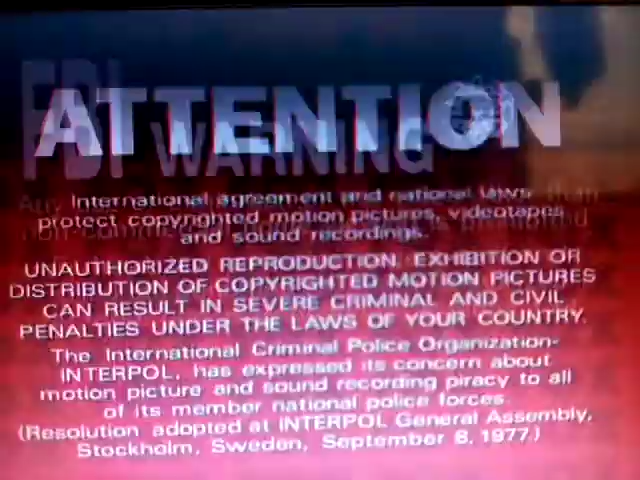 FBI
ATTENTION
FBI WARNING
International agreement and national laws
protect copyrighted motion pictures, videotapes
and sound recordings.
UNAUTHORIZED REPRODUCTION, EXHIBITION OR
DISTRIBUTION OF COPYRIGHTED MOTION PICTURES
CAN RESULT IN SEVERE CRIMINAL AND CIVIL
PENALTIES UNDER THE LAWS OF YOUR COUNTRY.
The International Criminal Police Organization-
INTERPOL, has expressed its concern about
motion picture and sound recording piracy to all
of its member national police forces.
(Resolution adopted at INTERPOL General Assembly,
Stockholm, Sweden, September 8, 1977.)